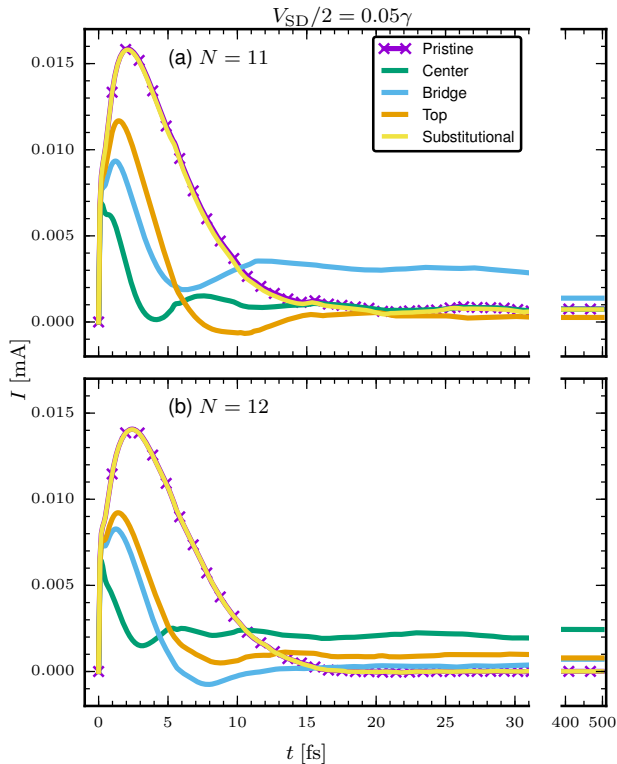 V_SD/2 = 0.05γ
(a) N = 11
Pristine
Center
Bridge
Top
Substitutional
0.015
0.010
0.005
0.000
I [mA]
(b) N = 12
0.015
0.010
0.005
0.000
0 5 10 15 20 25 30 400 500
t [fs]